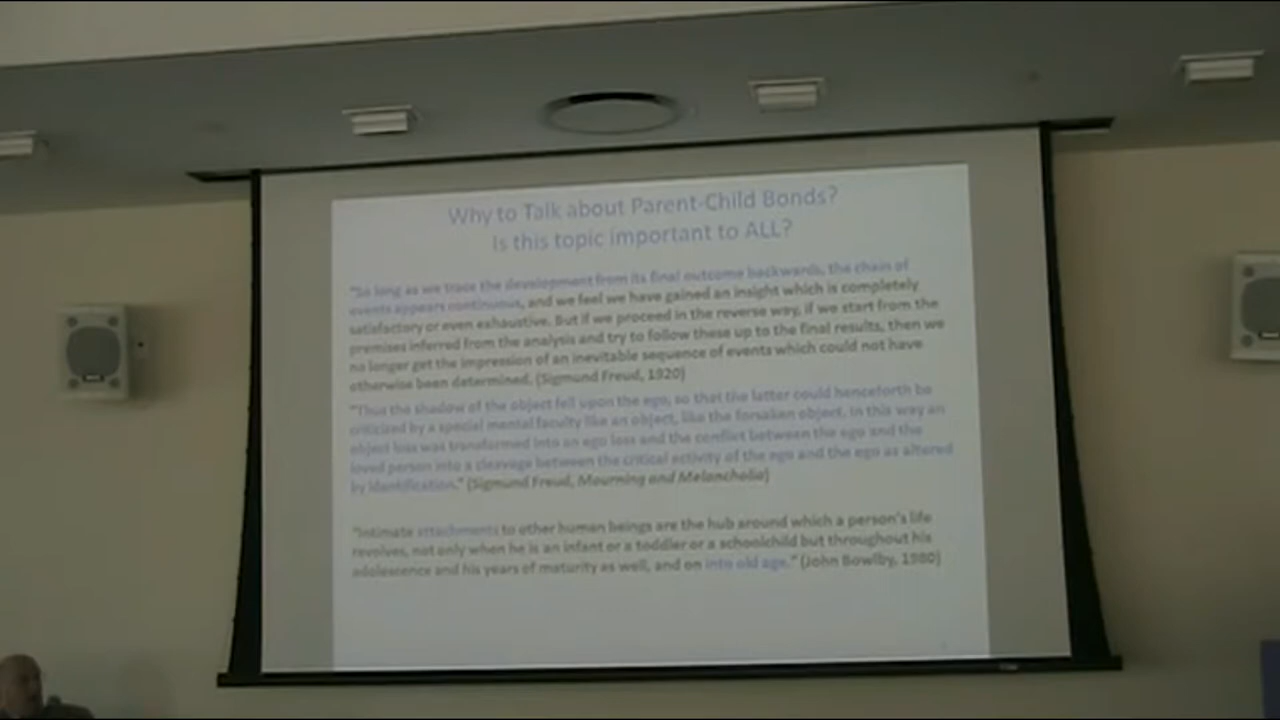 Why to Talk about Parent-Child Bonds?
Is this topic important to ALL?
"So long as we trace the development from its final outcome backwards, the chain of
events appears continuous, and we feel we have gained an insight which is completely
satisfactory or even exhaustive. But if we proceed in the reverse way, if we start from the
premises inferred from the analysis and try to follow these up to the final results, then we
no longer get the impression of an inevitable sequence of events which could not have
otherwise been determined. (Sigmund Freud, 1920)
"Thus the shadow of the object fell upon the ego, so that the latter could henceforth be
criticized by a special mental faculty like an object, like the forsaken object. In this way an
object loss was transformed into an ego loss and the conflict between the ego and the
loved person into a cleavage between the critical activity of the ego and the ego as altered
by identification." (Sigmund Freud, Mourning and Melancholia)
"Intimate attachments to other human beings are the hub around which a person's life
revolves, not only when he is an infant or a toddler or a schoolchild but throughout his
adolescence and his years of maturity as well, and on into old age." (John Bowlby, 1980)